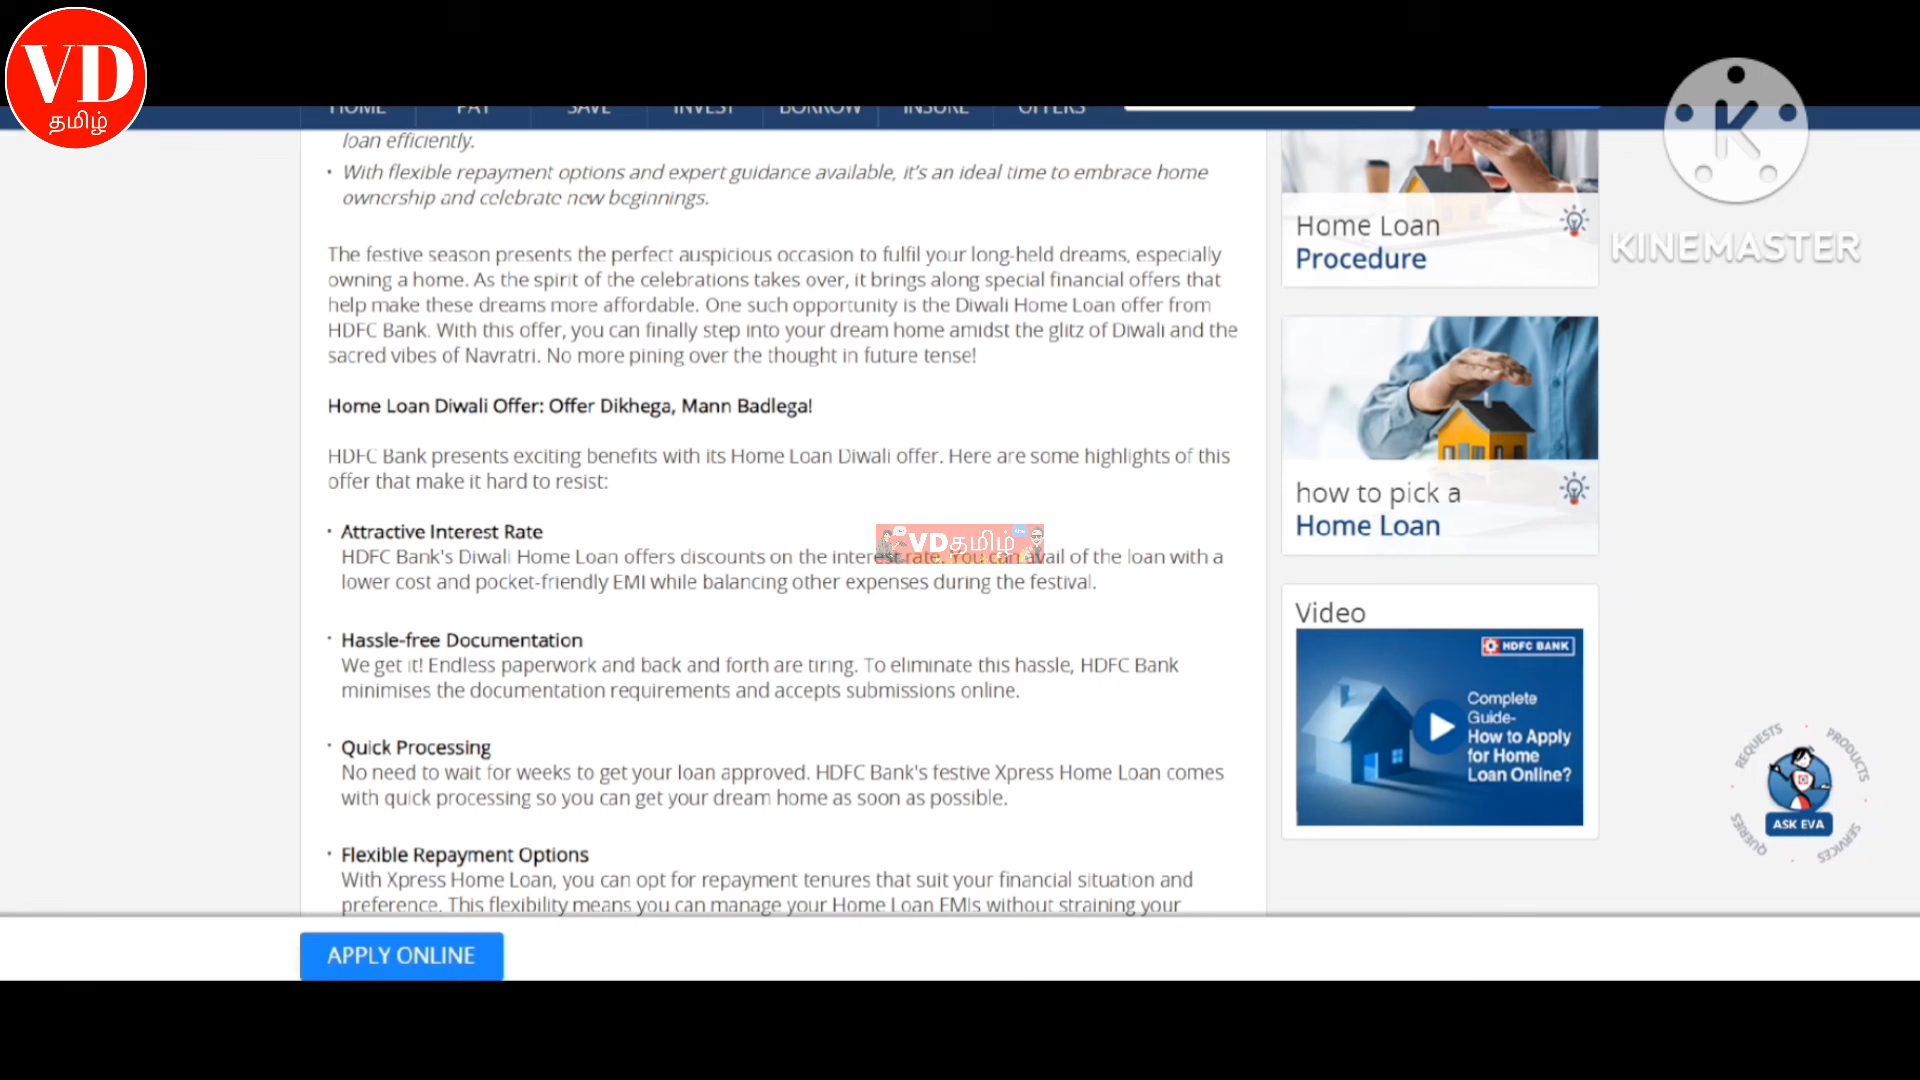 VD
தமிழ்
HOME PAY SAVE INVEST BORROW INSURE OFFERS
loan efficiently.
• With flexible repayment options and expert guidance available, it's an ideal time to embrace home
ownership and celebrate new beginnings.
The festive season presents the perfect auspicious occasion to fulfil your long-held dreams, especially
owning a home. As the spirit of the celebrations takes over, it brings along special financial offers that
help make these dreams more affordable. One such opportunity is the Diwali Home Loan offer from
HDFC Bank. With this offer, you can finally step into your dream home amidst the glitz of Diwali and the
sacred vibes of Navratri. No more pining over the thought in future tense!
Home Loan Diwali Offer: Offer Dikhega, Mann Badlega!
HDFC Bank presents exciting benefits with its Home Loan Diwali offer. Here are some highlights of this
offer that make it hard to resist:
• Attractive Interest Rate
HDFC Bank's Diwali Home Loan offers discounts on the interest rate. You can avail of the loan with a
lower cost and pocket-friendly EMI while balancing other expenses during the festival.
VDதமிழ்
• Hassle-free Documentation
We get it! Endless paperwork and back and forth are tiring. To eliminate this hassle, HDFC Bank
minimises the documentation requirements and accepts submissions online.
• Quick Processing
No need to wait for weeks to get your loan approved. HDFC Bank's festive Xpress Home Loan comes
with quick processing so you can get your dream home as soon as possible.
• Flexible Repayment Options
With Xpress Home Loan, you can opt for repayment tenures that suit your financial situation and
preference. This flexibility means you can manage your Home Loan EMIs without straining your
APPLY ONLINE
Home Loan
Procedure
how to pick a
Home Loan
Video
HDFC BANK
Complete
Guide-
How to Apply
for Home
Loan Online?
K
KINEMASTER
REQUESTS
PRODUCTS
QUERIES
SERVICES
ASK EVA